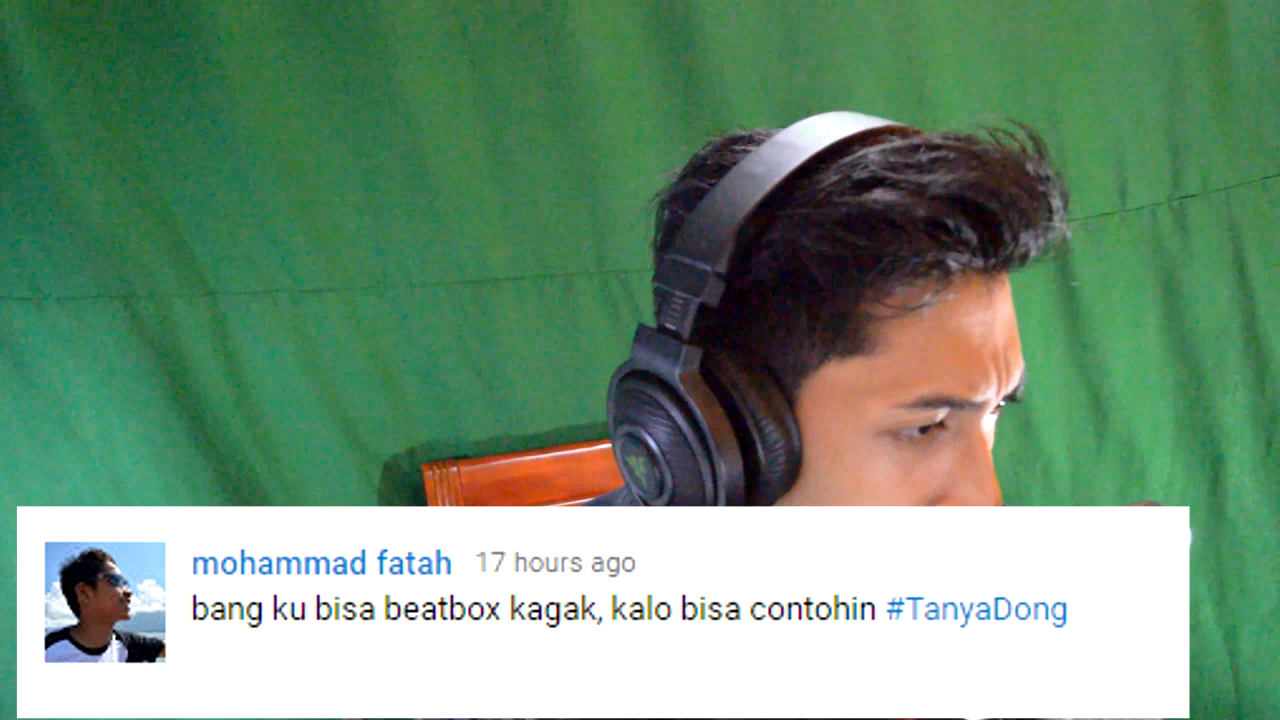 mohammad fatah 17 hours ago
bang ku bisa beatbox kagak, kalo bisa contohin #TanyaDong